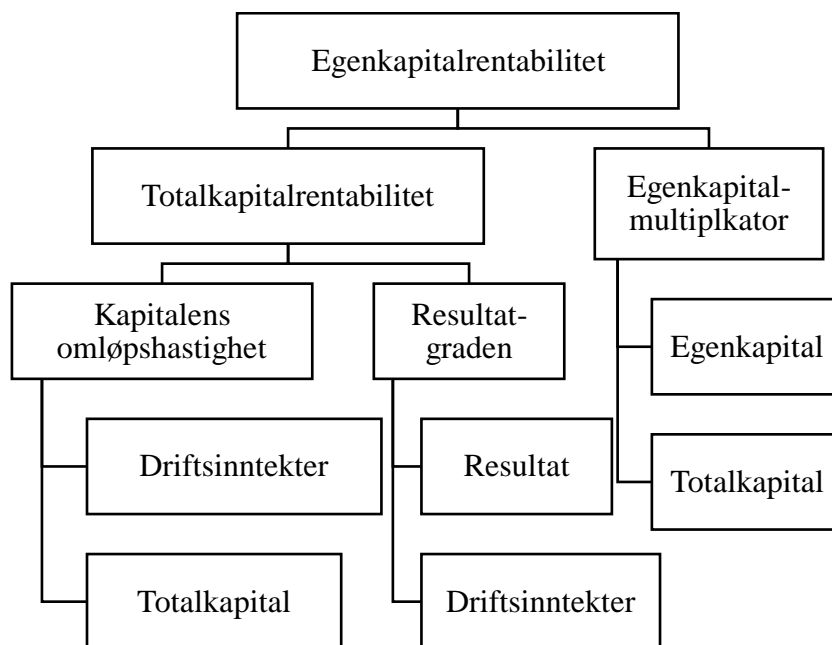 Egenkapitalrentabilitet
Totalkapitalrentabilitet
Egenkapital-
multiplkator
Kapitalens
omløpshastighet
Resultat-
graden
Egenkapital
Driftsinntekter
Resultat
Totalkapital
Totalkapital
Driftsinntekter